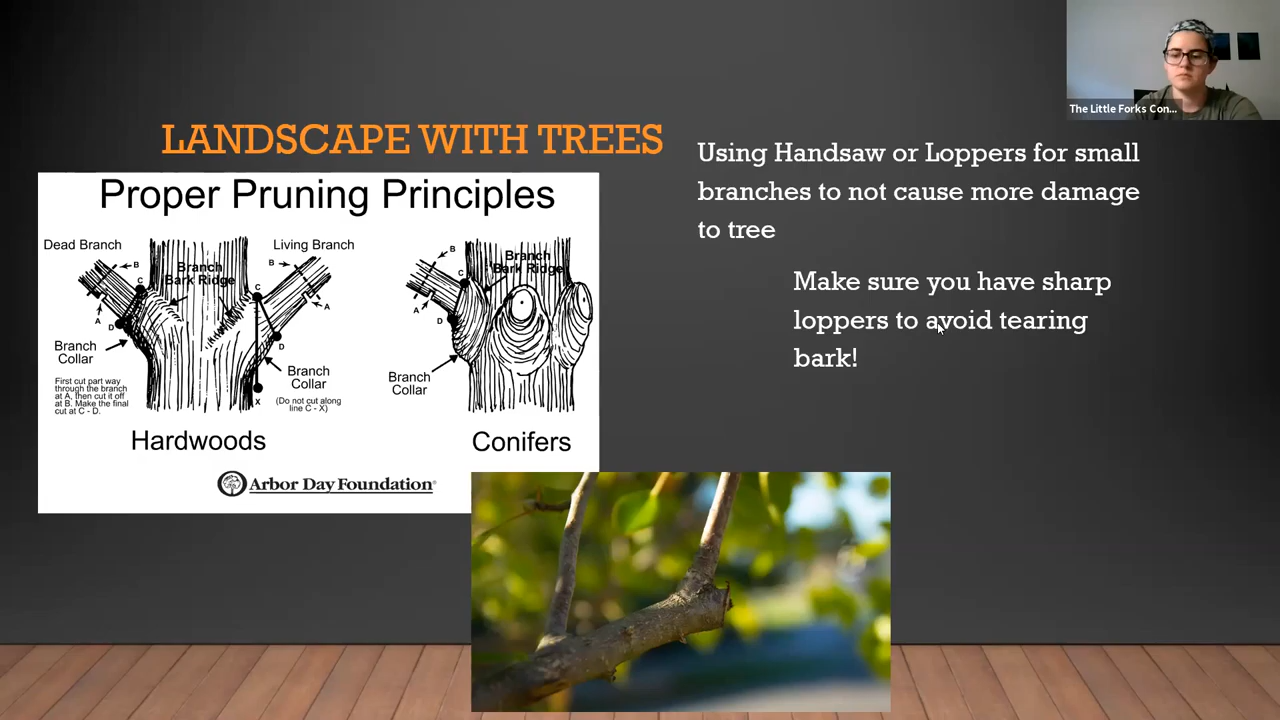 The Little Forks Con...
LANDSCAPE WITH TREES
Proper Pruning Principles
Dead Branch
B
Branch
Bark Ridge
C
A
D
Branch
Collar
First cut part way
through the branch
at A, then cut it off
at B. Make the final
cut at C - D.
Living Branch
B
C
A
D
Branch
Collar
X
(Do not cut along
line C - X)
Hardwoods
B
Branch
Bark Ridge
C
A
D
Branch
Collar
Conifers
Arbor Day Foundation®
Using Handsaw or Loppers for small
branches to not cause more damage
to tree
Make sure you have sharp
loppers to avoid tearing
bark!